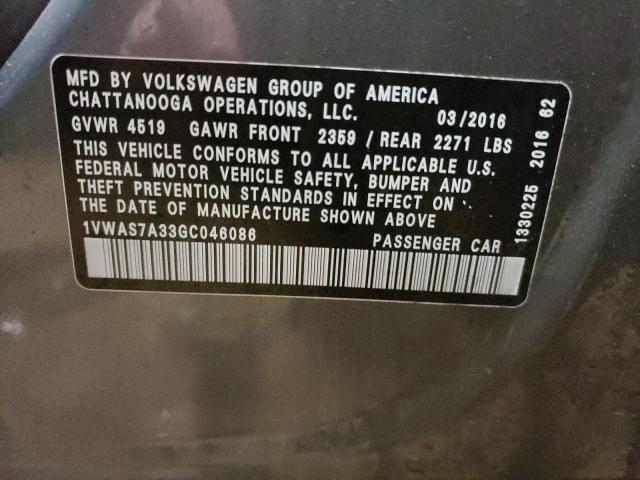 MFD BY VOLKSWAGEN GROUP OF AMERICA
CHATTANOOGA OPERATIONS, LLC. 03/2016
GVWR 4519 GAWR FRONT 2359 / REAR 2271 LBS
THIS VEHICLE CONFORMS TO ALL APPLICABLE U.S.
FEDERAL MOTOR VEHICLE SAFETY, BUMPER AND
THEFT PREVENTION STANDARDS IN EFFECT ON
THE DATE OF MANUFACTURE SHOWN ABOVE
1VWAS7A33GC046086 PASSENGER CAR
1330225 2016 62